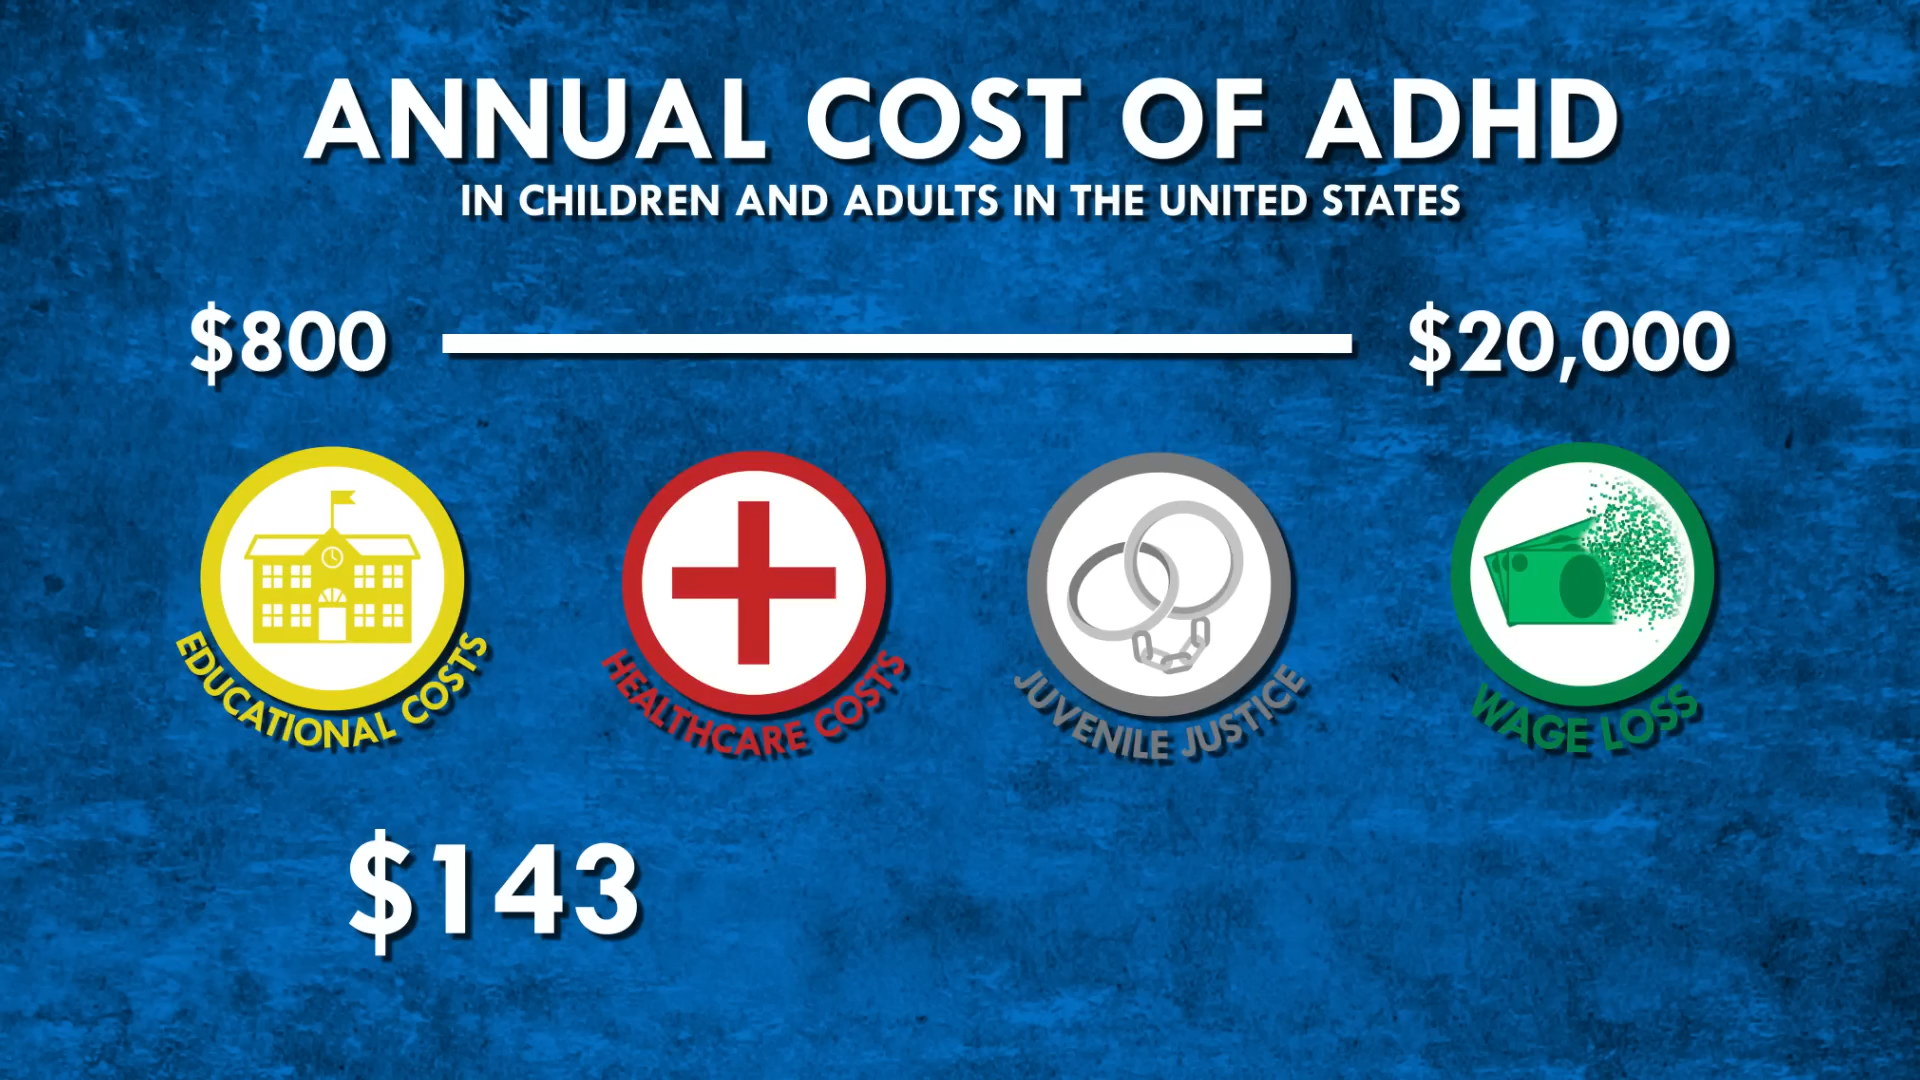 ANNUAL COST OF ADHD
IN CHILDREN AND ADULTS IN THE UNITED STATES
$800
$20,000
EDUCATIONAL COSTS
HEALTHCARE COSTS
JUVENILE JUSTICE
WAGE LOSS
$143